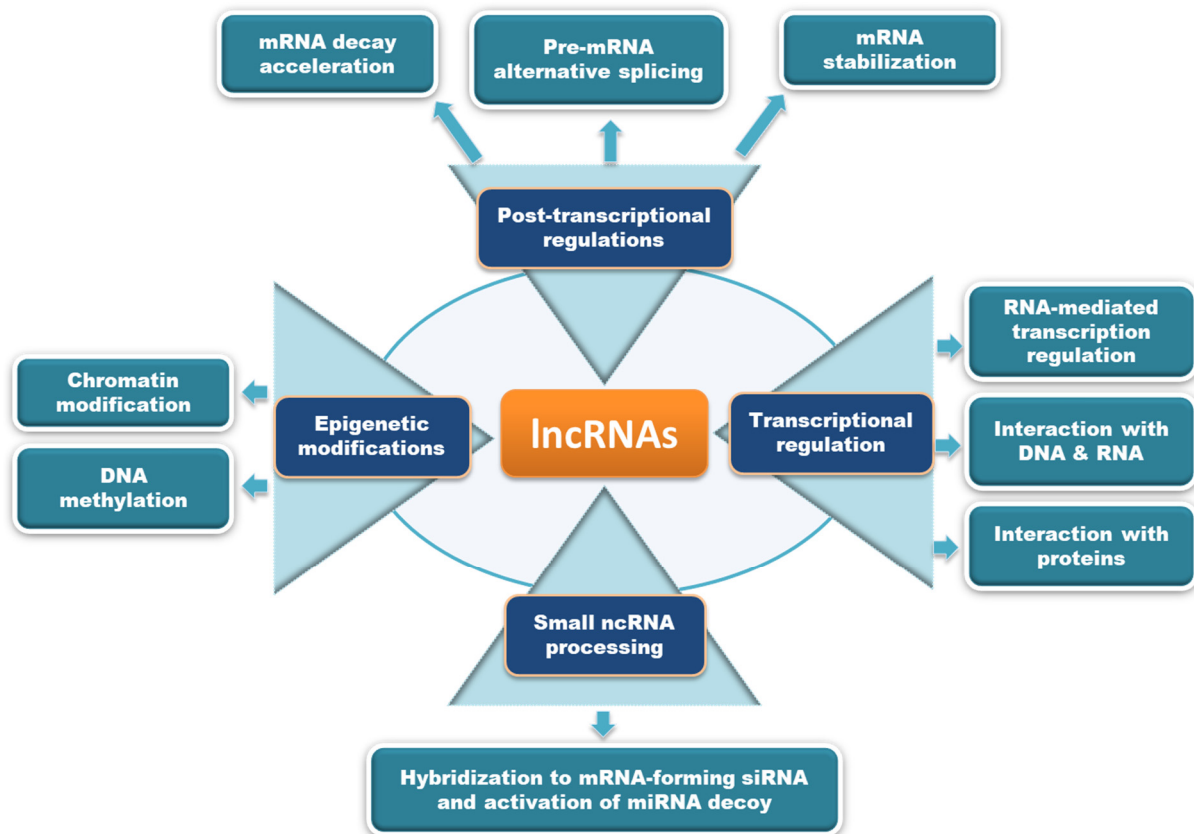 mRNA decay
acceleration
Pre-mRNA
alternative splicing
mRNA
stabilization
Post-transcriptional
regulations
RNA-mediated
transcription
regulation
Chromatin
modification
Epigenetic
modifications
lncRNAs
Transcriptional
regulation
Interaction with
DNA & RNA
DNA
methylation
Interaction with
proteins
Small ncRNA
processing
Hybridization to mRNA-forming siRNA
and activation of miRNA decoy